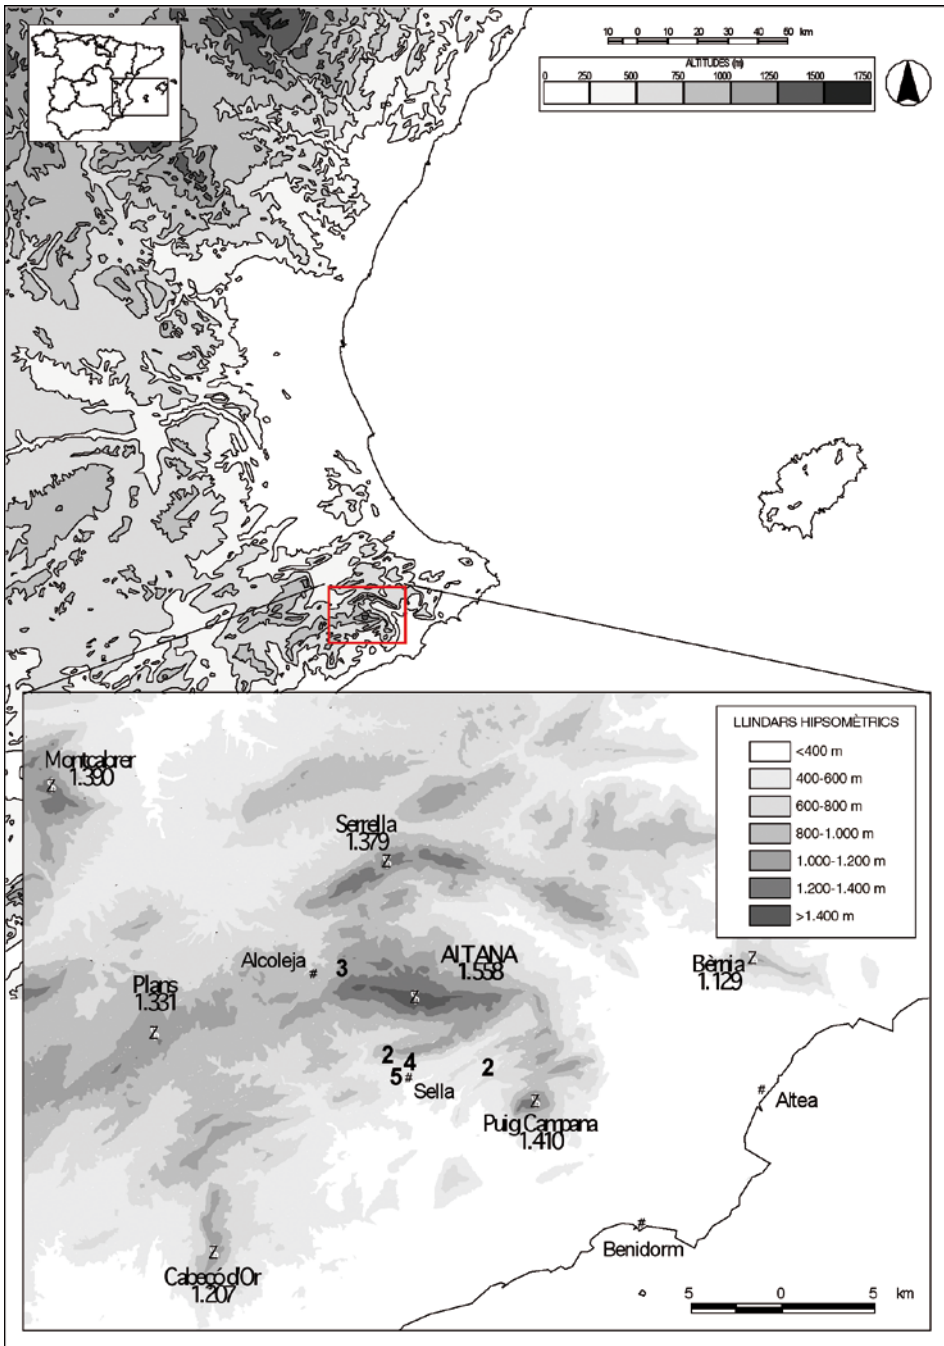 10 0 10 20 30 40 50 60 km
ALTITUDES (m)
0 250 500 750 1000 1250 1500 1750
LLINDARS HIPSOMÈTRICS
<400 m
400-600 m
600-800 m
800-1.000 m
1.000-1.200 m
1.200-1.400 m
>1.400 m
Montcabrer
1.390
Z
Serrella
1.379
Z
Alcoleja
#
3
AITANA
1.558
Z
Bèrnia
1.129
Z
Plans
1.331
Z
2
4
5
#
Sella
2
Z
Puig Campana
1.410
#
Altea
#
Benidorm
Z
Cabeçó d'Or
1.207
5 0 5 km